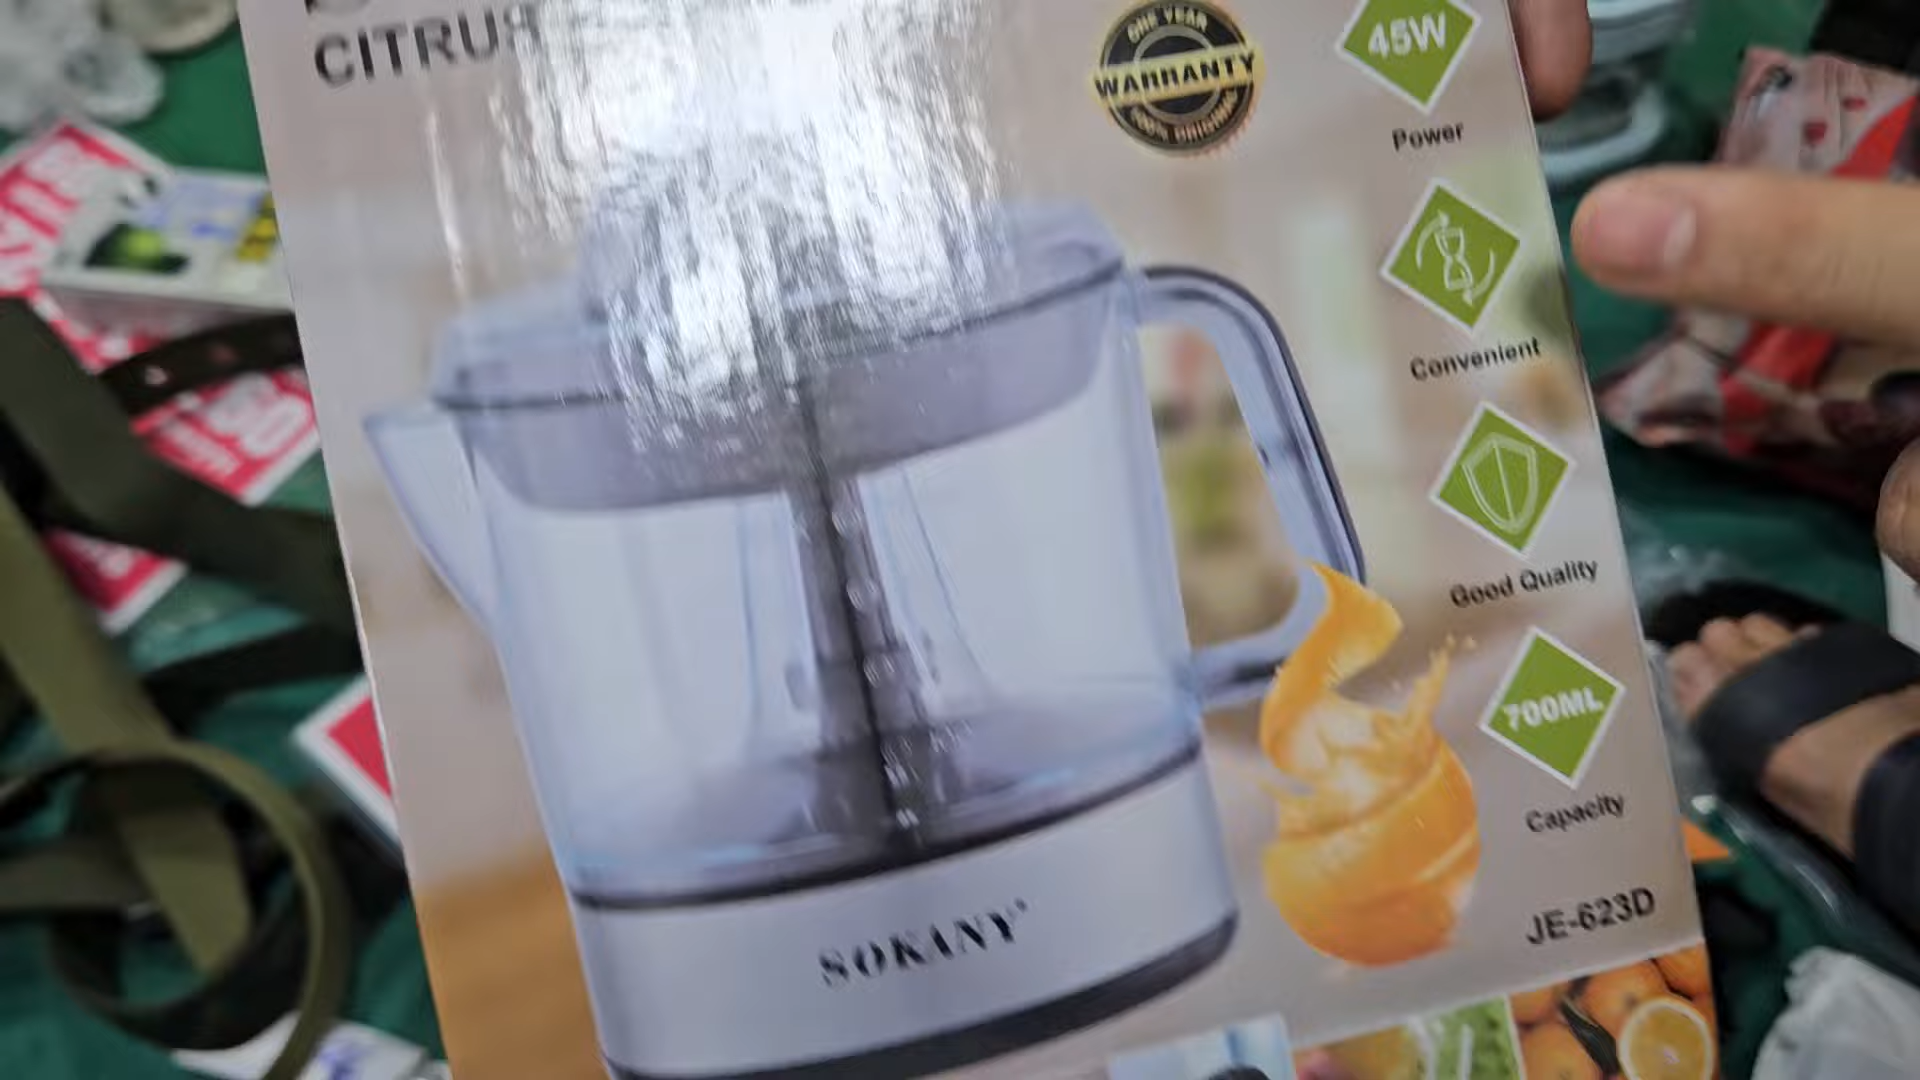 CITRUS
ONE YEAR
WARRANTY
100% ORIGINAL
45W
Power
Convenient
Good Quality
700ML
Capacity
SOKANY
JE-623D